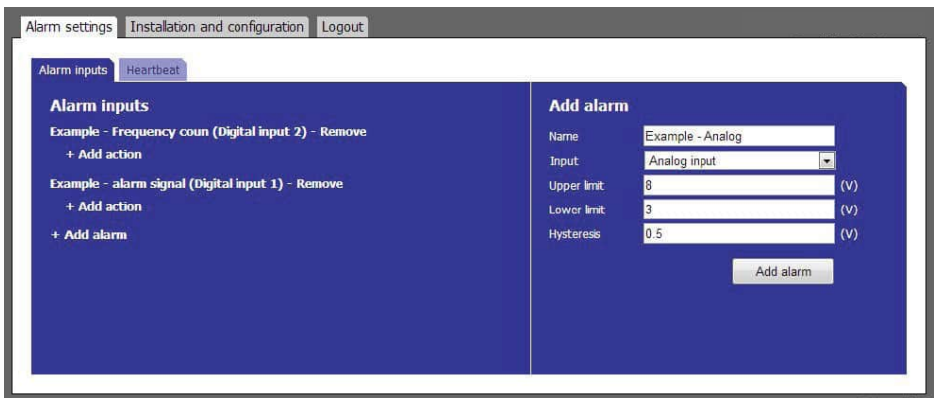 Alarm settings Installation and configuration Logout
Alarm inputs Heartbeat
Alarm inputs
Example - Frequency coun (Digital input 2) - Remove
+ Add action
Example - alarm signal (Digital input 1) - Remove
+ Add action
+ Add alarm
Add alarm
Name Example - Analog
Input Analog input
Upper limit 8 (V)
Lower limit 3 (V)
Hysteresis 0.5 (V)
Add alarm